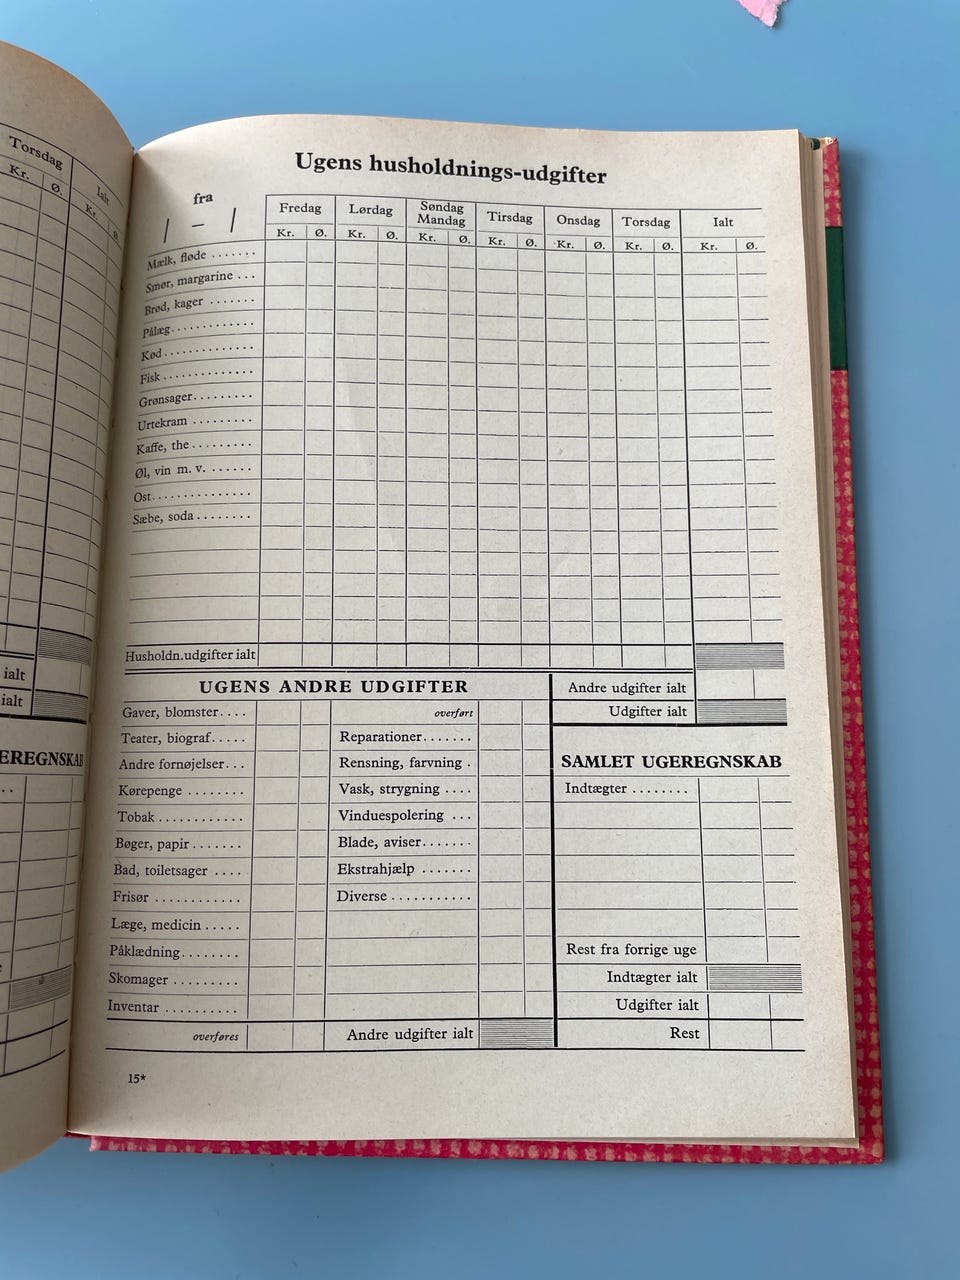 Torsdag
Ialt
Kr. Ø. Kr. Ø.
ialt
ialt
EREGNSKAB
Ugens husholdnings-udgifter
fra
/ – /
Fredag Lørdag Søndag Mandag Tirsdag Onsdag Torsdag Ialt
Kr. Ø. Kr. Ø. Kr. Ø. Kr. Ø. Kr. Ø. Kr. Ø. Kr. Ø.
Mælk, fløde .......
Smør, margarine ...
Brød, kager .......
Pålæg............
Kød .............
Fisk .............
Grønsager.........
Urtekram .........
Kaffe, the .........
Øl, vin m. v. ......
Ost...............
Sæbe, soda ........
Husholdn.udgifter ialt
UGENS ANDRE UDGIFTER
Gaver, blomster....
Teater, biograf.....
Andre fornøjelser...
Kørepenge ........
Tobak ............
Bøger, papir .......
Bad, toiletsager ....
Frisør ............
Læge, medicin .....
Påklædning........
Skomager .........
Inventar ..........
overføres
overført
Reparationer.......
Rensning, farvning .
Vask, strygning ....
Vinduespolering ...
Blade, aviser.......
Ekstrahjælp .......
Diverse ...........
Andre udgifter ialt
Andre udgifter ialt
Udgifter ialt
SAMLET UGEREGNSKAB
Indtægter ........
Rest fra forrige uge
Indtægter ialt
Udgifter ialt
Rest
15*